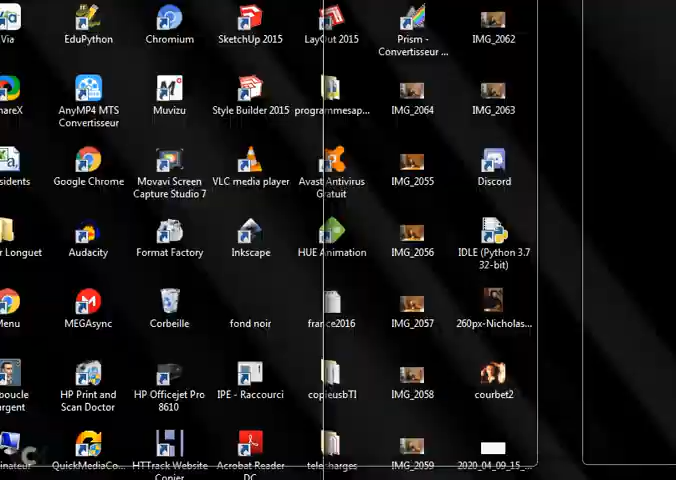 Via
EduPython
Chromium
SketchUp 2015
LayOut 2015
Prism -
Convertisseur ...
IMG_2062
hareX
AnyMP4 MTS
Convertisseur
Muvizu
Style Builder 2015
programmesap...
IMG_2064
IMG_2063
sidents
Google Chrome
Movavi Screen
Capture Studio 7
VLC media player
Avast Antivirus
Gratuit
IMG_2055
Discord
r Longuet
Audacity
Format Factory
Inkscape
HUE Animation
IMG_2056
IDLE (Python 3.7
32-bit)
Menu
MEGAsync
Corbeille
fond noir
france2016
IMG_2057
260px-Nicholas...
boucle
argent
HP Print and
Scan Doctor
HP Officejet Pro
8610
IPE - Raccourci
copieusbTI
IMG_2058
courbet2
inateur
QuickMediaCo...
HTTrack Website
Copier
Acrobat Reader
DC
telecharges
IMG_2059
2020_04_09_15_...